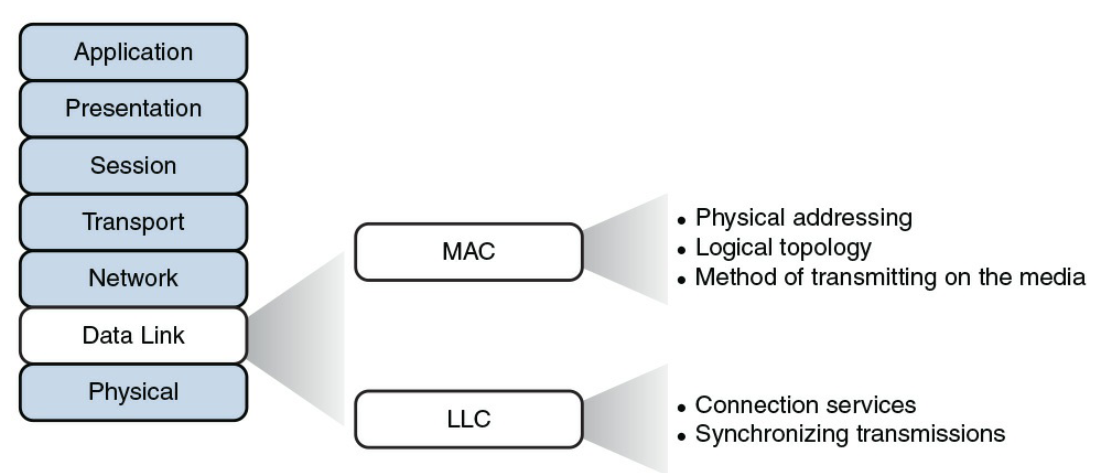 Application
Presentation
Session
Transport
Network
Data Link
Physical
MAC
• Physical addressing
• Logical topology
• Method of transmitting on the media
LLC
• Connection services
• Synchronizing transmissions